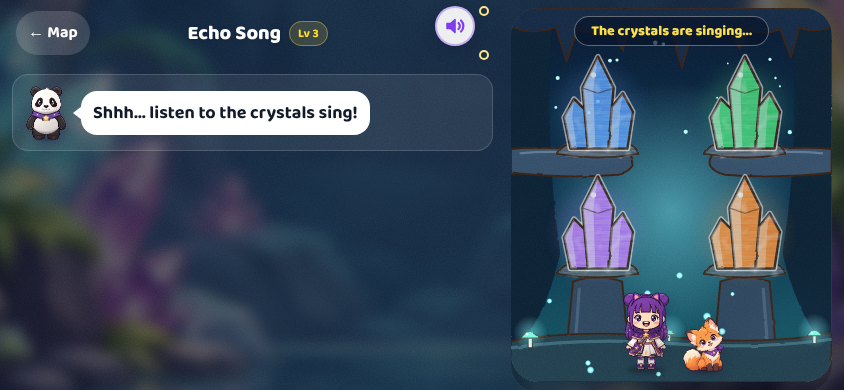 ← Map
Echo Song
Lv 3
Shhh... listen to the crystals sing!
The crystals are singing...